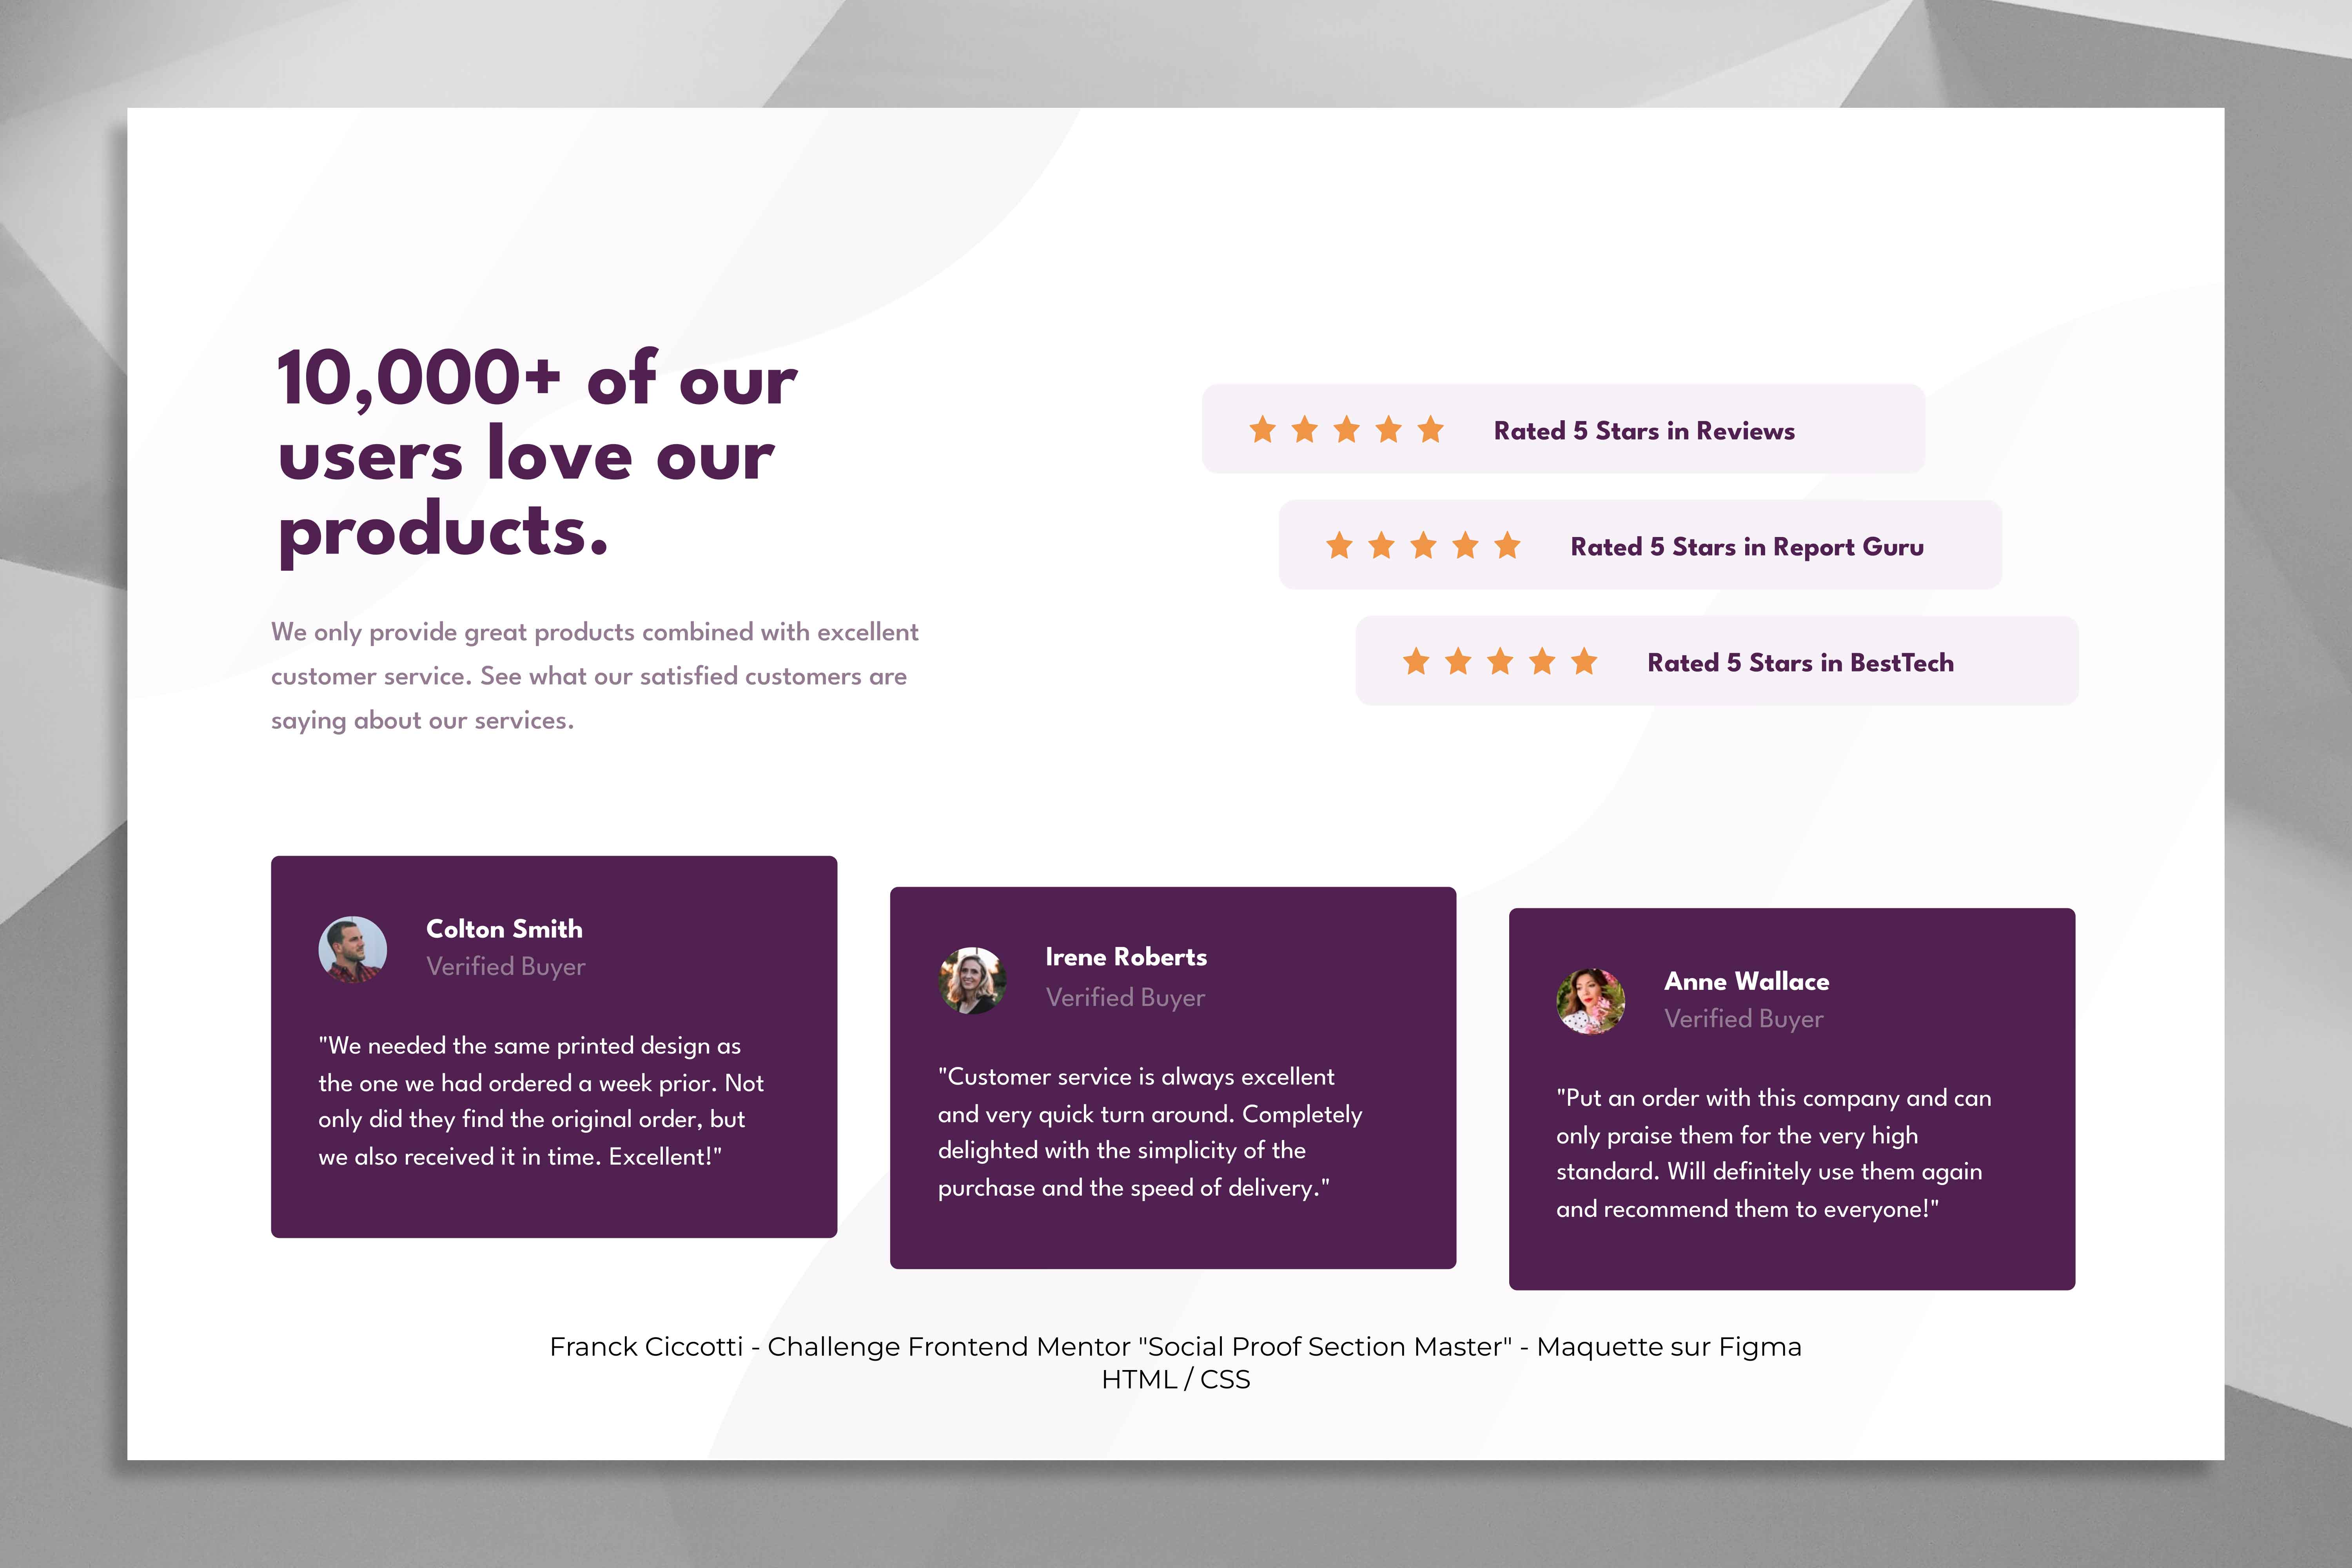 10,000+ of our
users love our
products.
We only provide great products combined with excellent
customer service. See what our satisfied customers are
saying about our services.
Rated 5 Stars in Reviews
Rated 5 Stars in Report Guru
Rated 5 Stars in BestTech
Colton Smith
Verified Buyer
"We needed the same printed design as
the one we had ordered a week prior. Not
only did they find the original order, but
we also received it in time. Excellent!"
Irene Roberts
Verified Buyer
"Customer service is always excellent
and very quick turn around. Completely
delighted with the simplicity of the
purchase and the speed of delivery."
Anne Wallace
Verified Buyer
"Put an order with this company and can
only praise them for the very high
standard. Will definitely use them again
and recommend them to everyone!"
Franck Ciccotti - Challenge Frontend Mentor "Social Proof Section Master" - Maquette sur Figma
HTML / CSS